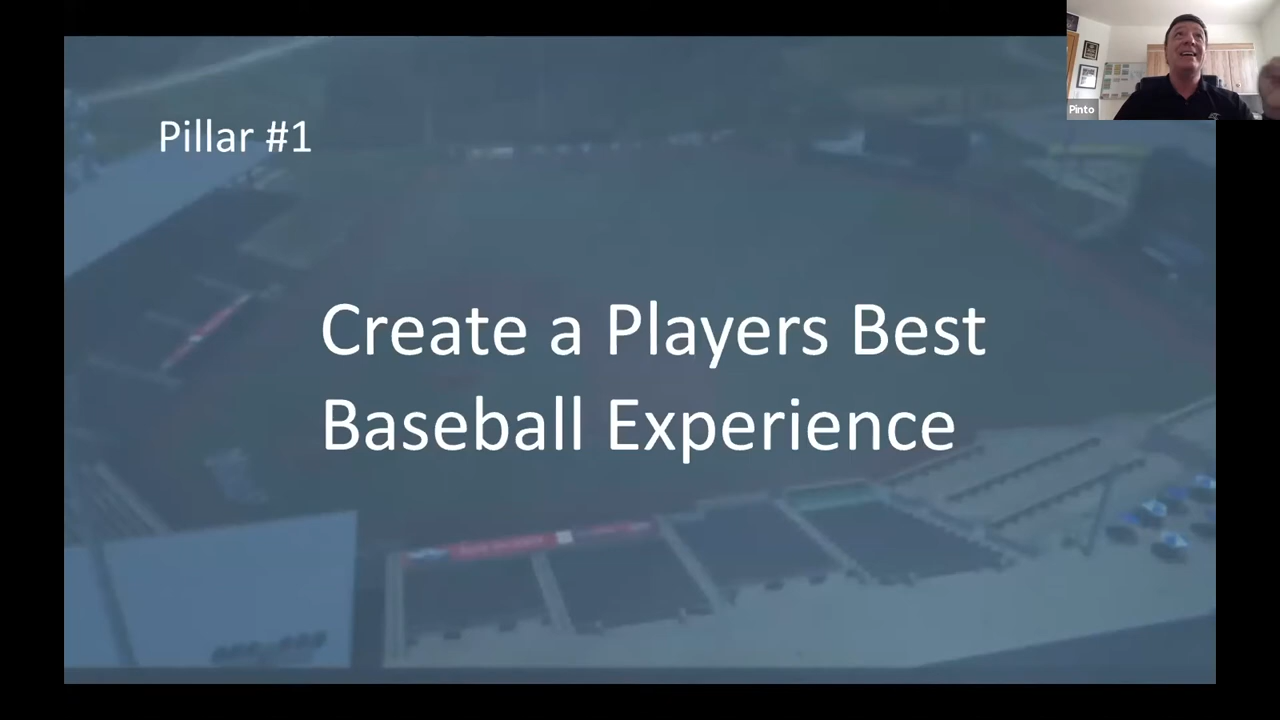 Pillar #1
Create a Players Best
Baseball Experience
Pinto